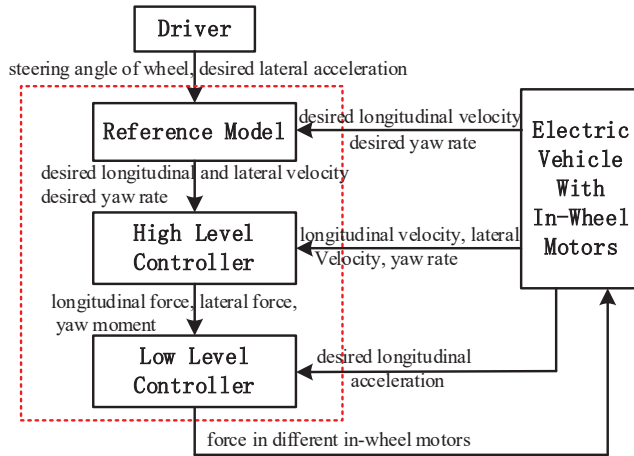 Driver
steering angle of wheel, desired lateral acceleration
Reference Model
desired longitudinal velocity
desired yaw rate
Electric
Vehicle
With
In-Wheel
Motors
desired longitudinal and lateral velocity
desired yaw rate
High Level
Controller
longitudinal velocity, lateral
Velocity, yaw rate
longitudinal force, lateral force,
yaw moment
Low Level
Controller
desired longitudinal
acceleration
force in different in-wheel motors